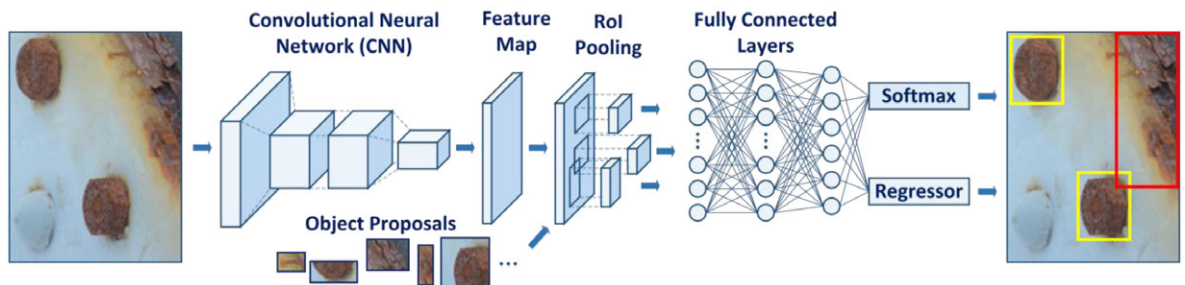 Convolutional Neural
Network (CNN)
Feature
Map
RoI
Pooling
Fully Connected
Layers
Softmax
Regressor
Object Proposals
...